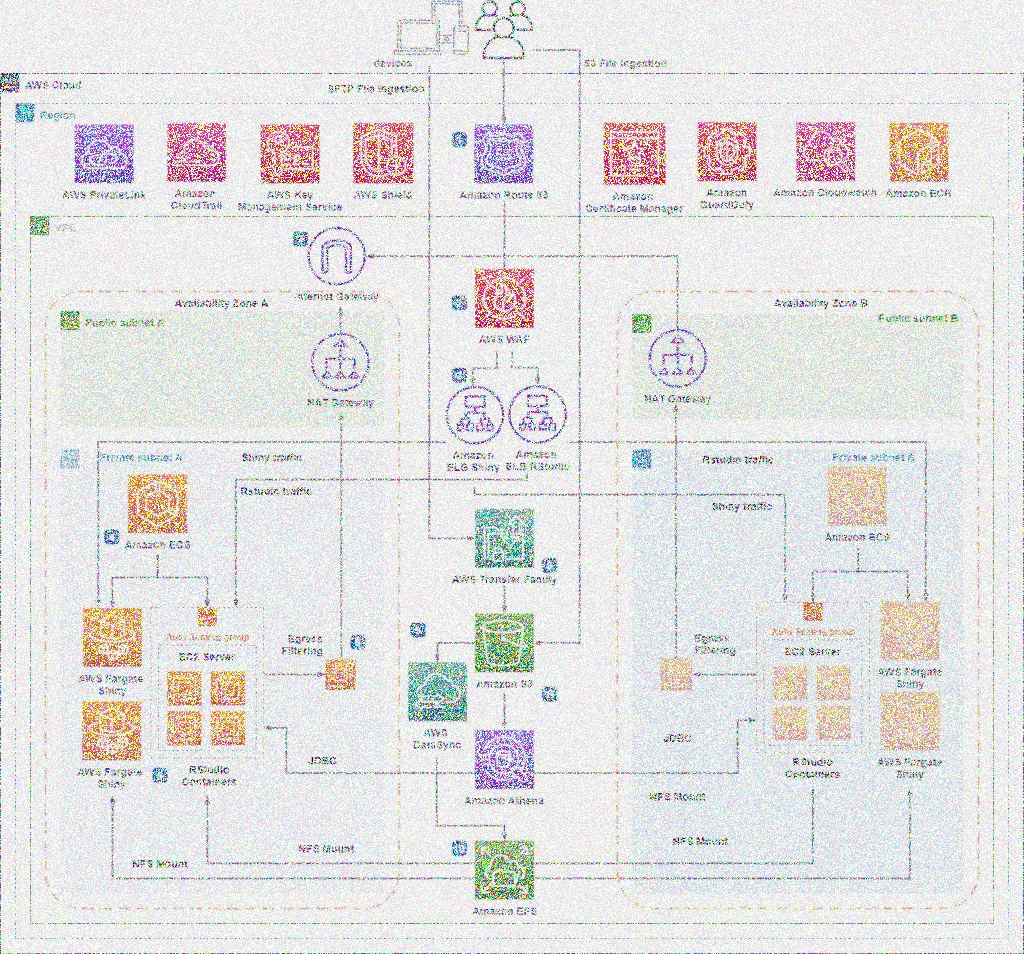 devices
S3 File Ingestion
AWS Cloud
SFTP File Ingestion
Region
AWS PrivateLink
Amazon
CloudTrail
AWS Key
Management Service
AWS Shield
Amazon Route 53
Amazon
Certificate Manager
Amazon
GuardDuty
Amazon Cloudwatch
Amazon ECR
VPC
Internet Gateway
Availability Zone A
Availability Zone B
Public subnet A
Public subnet B
AWS WAF
NAT Gateway
NAT Gateway
Amazon
ELB Shiny
Amazon
ELB RStudio
Private subnet A
Shiny traffic
Rstudio traffic
Private subnet A
Rstudio traffic
Shiny traffic
Amazon ECS
Amazon ECS
AWS Transfer Family
Auto Scaling group
EC2 Server
Egress
Filtering
AWS Fargate
Shiny
Amazon S3
Egress
Filtering
Auto Scaling group
EC2 Server
AWS Fargate
Shiny
AWS
DataSync
JDBC
JDBC
AWS Fargate
Shiny
RStudio
Containers
Amazon Athena
RStudio
Containers
AWS Fargate
Shiny
NFS Mount
NFS Mount
NFS Mount
NFS Mount
Amazon EFS